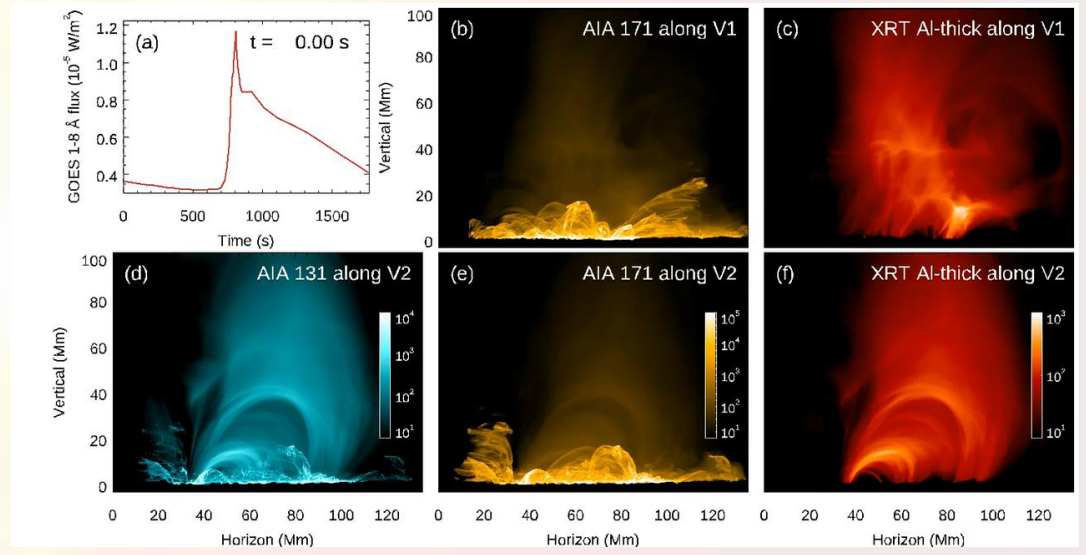 (a) t = 0.00 s
GOES 1-8 Å flux (10⁻⁵ W/m²)
1.2
1.0
0.8
0.6
0.4
0 500 1000 1500
Time (s)
(b) AIA 171 along V1
Vertical (Mm)
100
80
60
40
20
0
(c) XRT Al-thick along V1
(d) AIA 131 along V2
Vertical (Mm)
100
80
60
40
20
0
10⁴
10³
10²
10¹
0 20 40 60 80 100 120
Horizon (Mm)
(e) AIA 171 along V2
10⁵
10⁴
10³
10²
10¹
0 20 40 60 80 100 120
Horizon (Mm)
(f) XRT Al-thick along V2
10³
10²
10¹
0 20 40 60 80 100 120
Horizon (Mm)